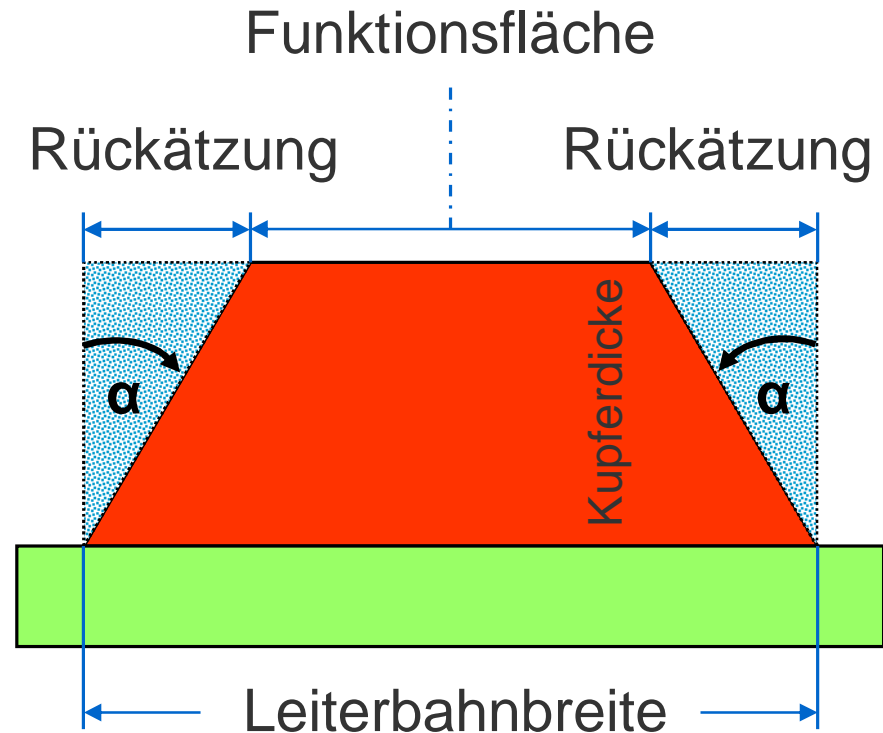 Funktionsfläche
Rückätzung
Rückätzung
α
α
Kupferdicke
Leiterbahnbreite